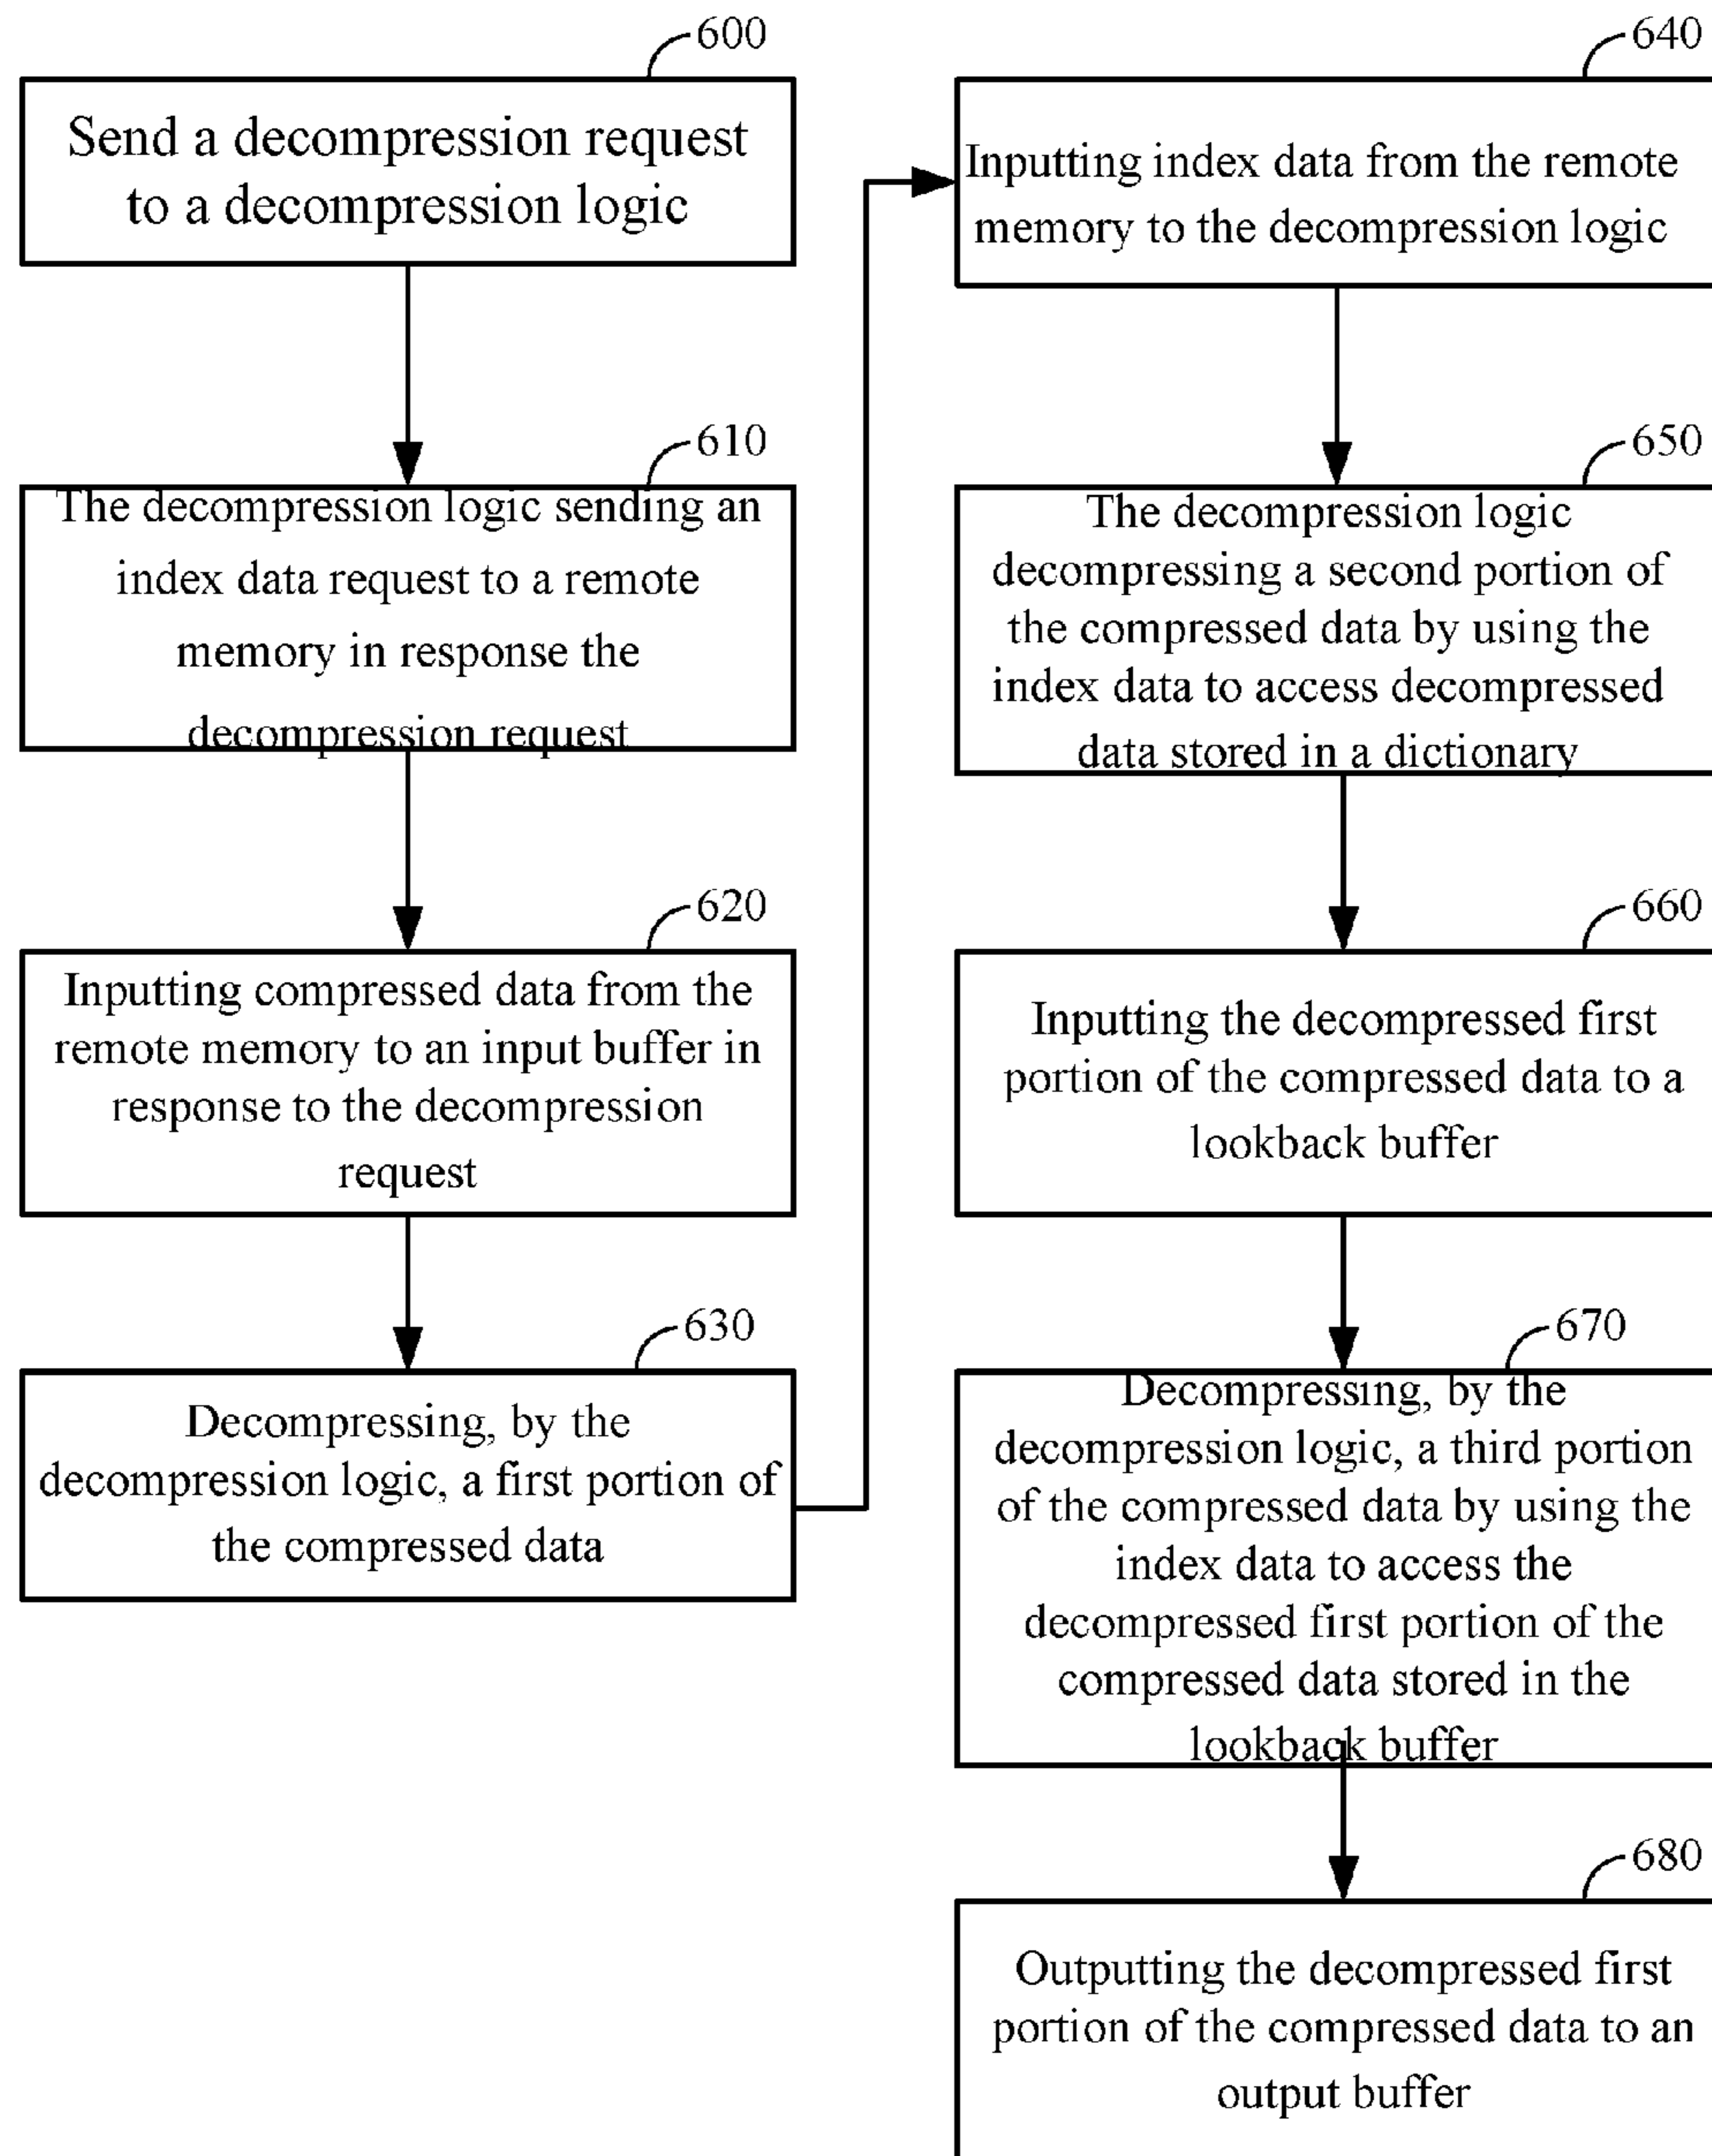 600
Send a decompression request
to a decompression logic
610
The decompression logic sending an
index data request to a remote
memory in response the
decompression request
620
Inputting compressed data from the
remote memory to an input buffer in
response to the decompression
request
630
Decompressing, by the
decompression logic, a first portion of
the compressed data
640
Inputting index data from the remote
memory to the decompression logic
650
The decompression logic
decompressing a second portion of
the compressed data by using the
index data to access decompressed
data stored in a dictionary
660
Inputting the decompressed first
portion of the compressed data to a
lookback buffer
670
Decompressing, by the
decompression logic, a third portion
of the compressed data by using the
index data to access the
decompressed first portion of the
compressed data stored in the
lookback buffer
680
Outputting the decompressed first
portion of the compressed data to an
output buffer